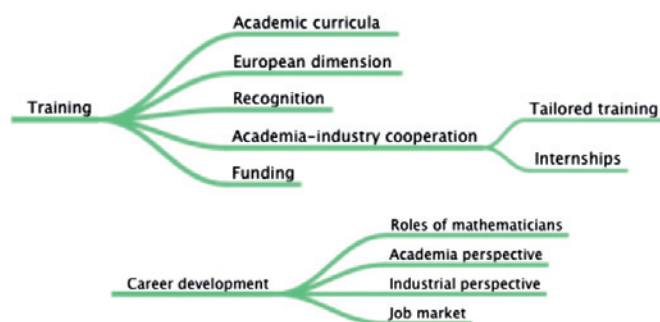 Academic curricula
European dimension
Training
Recognition
Tailored training
Academia-industry cooperation
Internships
Funding
Roles of mathematicians
Academia perspective
Career development
Industrial perspective
Job market